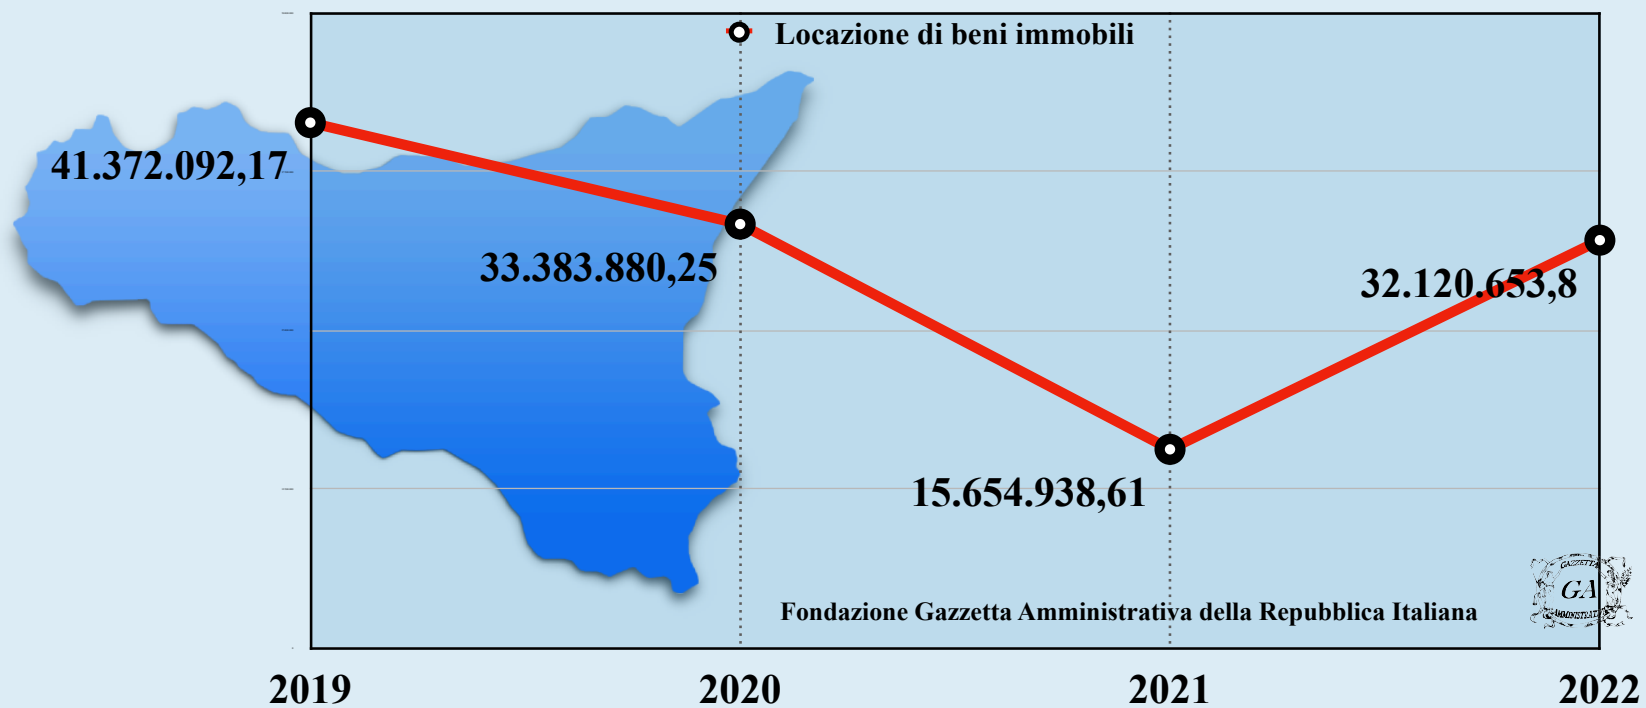 Locazione di beni immobili
41.372.092,17
33.383.880,25
32.120.653,8
15.654.938,61
GAZZETTA
GA
Fondazione Gazzetta Amministrativa della Repubblica Italiana
2019
2020
2021
2022